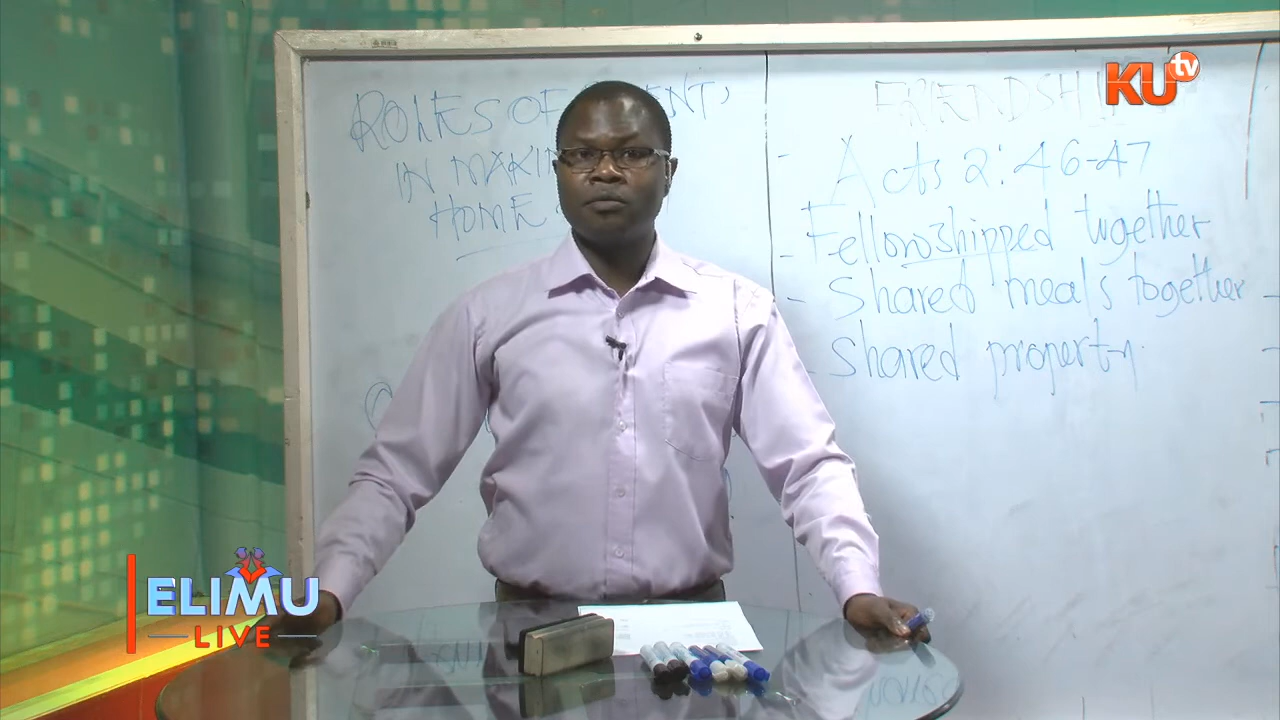 ROLES OF
IN
HOME
FRIENDSH
- Acts 2:46-47
- Fellowshipped together
- Shared meals together
- Shared property
KU tv
ELIMU
LIVE